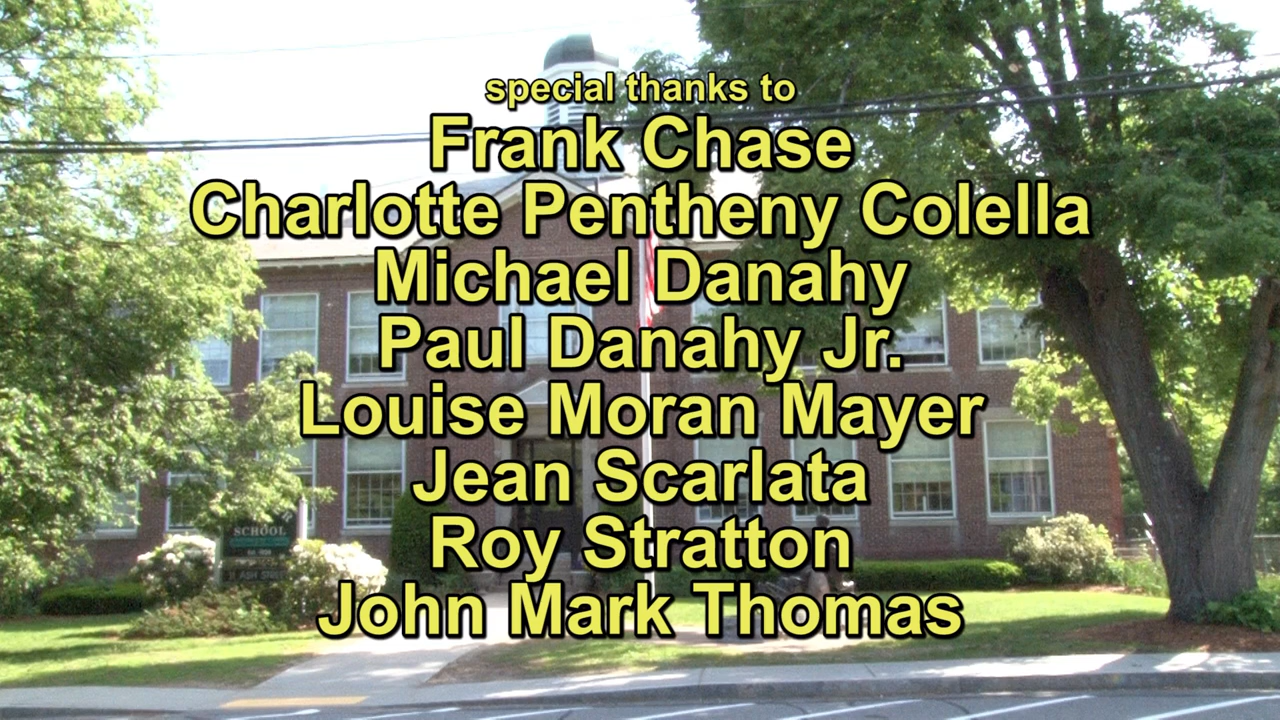 special thanks to
Frank Chase
Charlotte Pentheny Colella
Michael Danahy
Paul Danahy Jr.
Louise Moran Mayer
Jean Scarlata
Roy Stratton
John Mark Thomas
SCHOOL